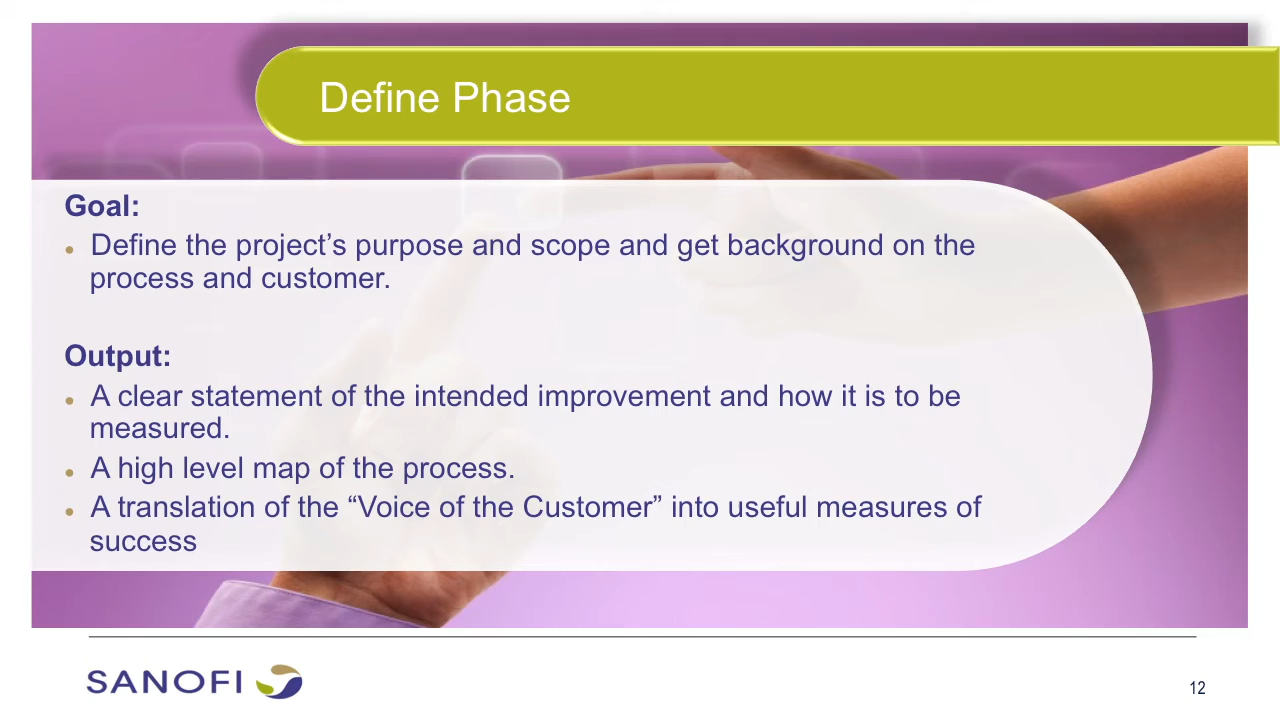 Define Phase
Goal:
• Define the project’s purpose and scope and get background on the
process and customer.
Output:
• A clear statement of the intended improvement and how it is to be
measured.
• A high level map of the process.
• A translation of the “Voice of the Customer” into useful measures of
success
SANOFI
12